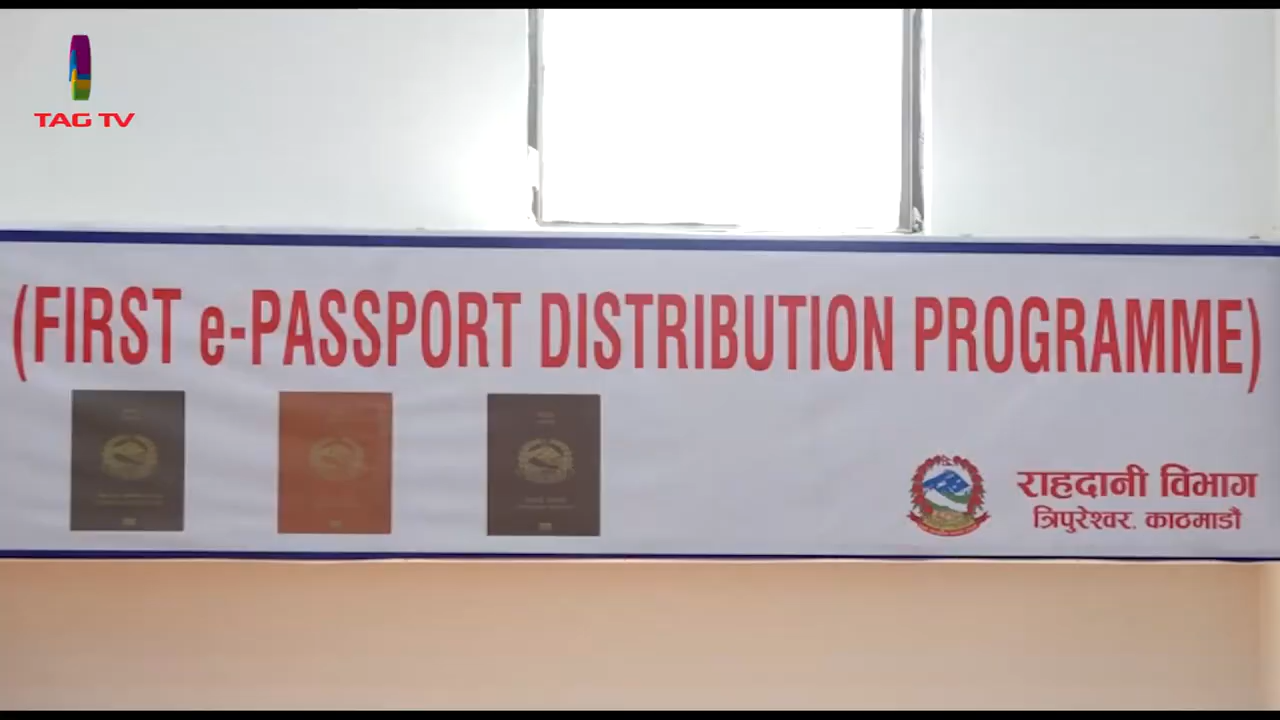 TAG TV
(FIRST e-PASSPORT DISTRIBUTION PROGRAMME)
राहदानी विभाग
त्रिपुरेश्वर, काठमाडौं